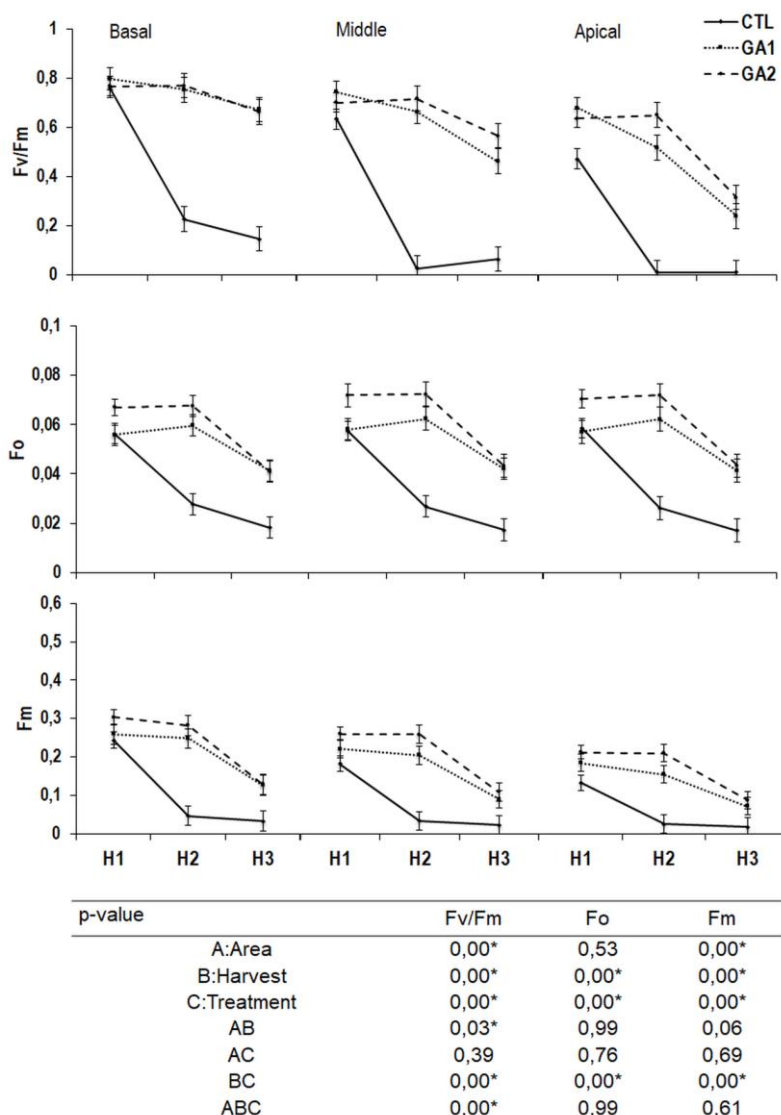 Basal Middle Apical
CTL
GA1
GA2
Fv/Fm
1
0,8
0,6
0,4
0,2
0
Fo
0,1
0,08
0,06
0,04
0,02
0
Fm
0,6
0,5
0,4
0,3
0,2
0,1
0
H1 H2 H3 H1 H2 H3 H1 H2 H3
p-value Fv/Fm Fo Fm
A:Area 0,00* 0,53 0,00*
B:Harvest 0,00* 0,00* 0,00*
C:Treatment 0,00* 0,00* 0,00*
AB 0,03* 0,99 0,06
AC 0,39 0,76 0,69
BC 0,00* 0,00* 0,00*
ABC 0,00* 0,99 0,61